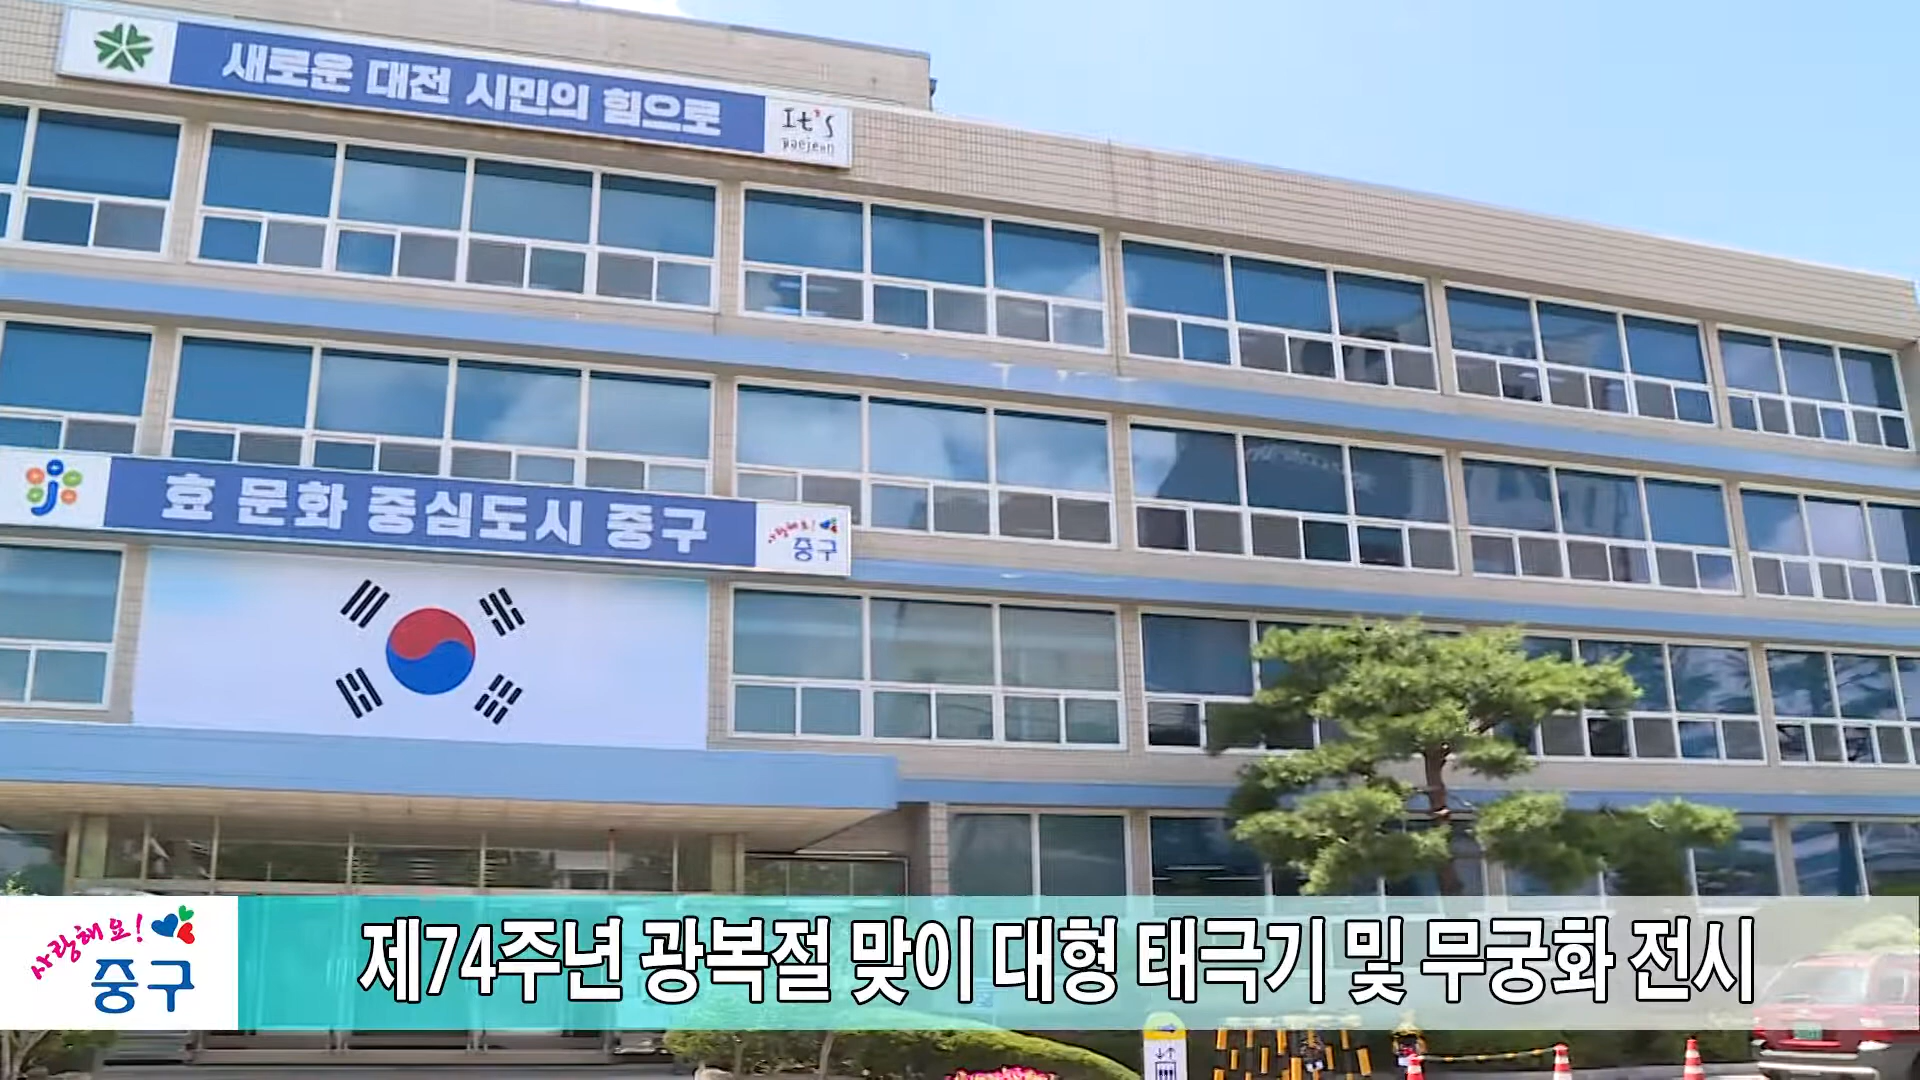 새로운 대전 시민의 힘으로
It's
Daejeon
효 문화 중심도시 중구
사랑해요!
중구
사랑해요!
중구
제74주년 광복절 맞이 대형 태극기 및 무궁화 전시